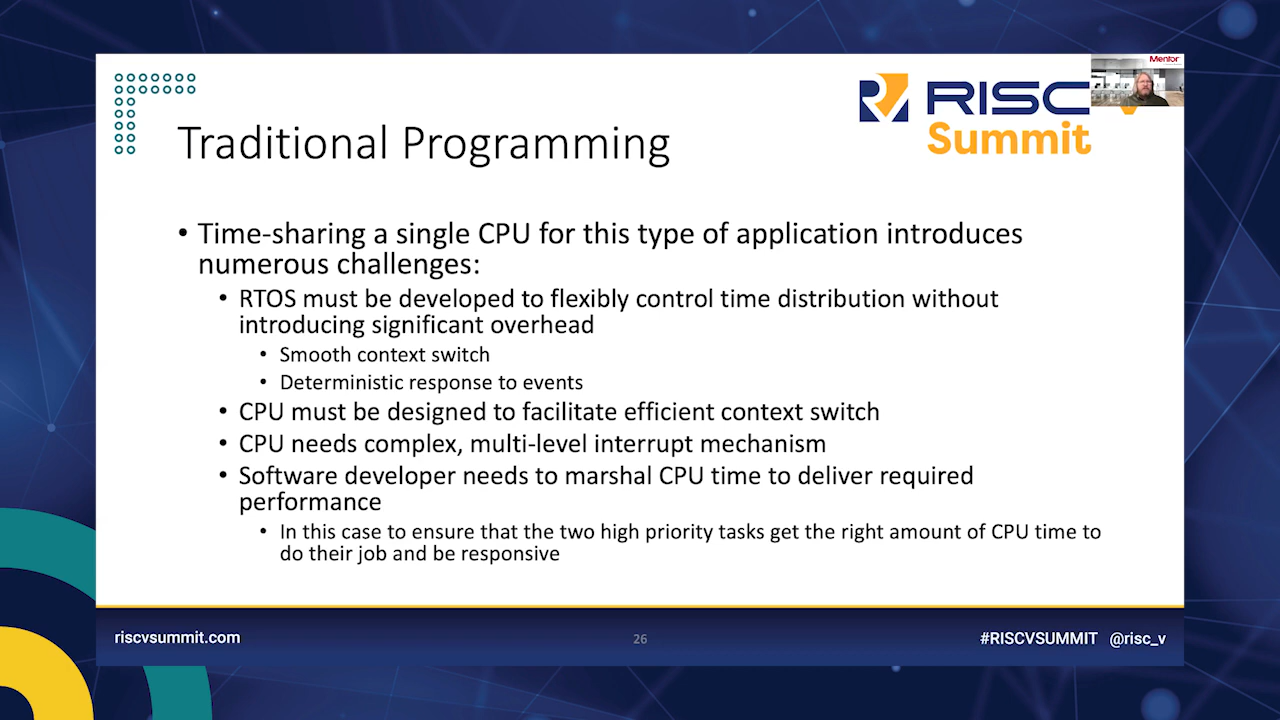 Mentor
RISC
Summit
Traditional Programming
• Time-sharing a single CPU for this type of application introduces
numerous challenges:
• RTOS must be developed to flexibly control time distribution without
introducing significant overhead
• Smooth context switch
• Deterministic response to events
• CPU must be designed to facilitate efficient context switch
• CPU needs complex, multi-level interrupt mechanism
• Software developer needs to marshal CPU time to deliver required
performance
• In this case to ensure that the two high priority tasks get the right amount of CPU time to
do their job and be responsive
riscvsummit.com
26
#RISCVSUMMIT @risc_v